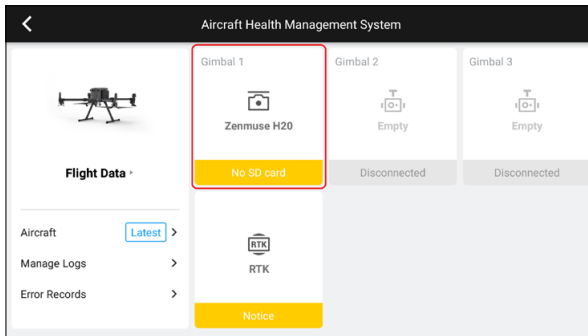 Aircraft Health Management System
Gimbal 1
Gimbal 2
Gimbal 3
Zenmuse H20
Empty
Empty
Flight Data
No SD card
Disconnected
Disconnected
Aircraft
Latest
Manage Logs
Error Records
RTK
RTK
Notice